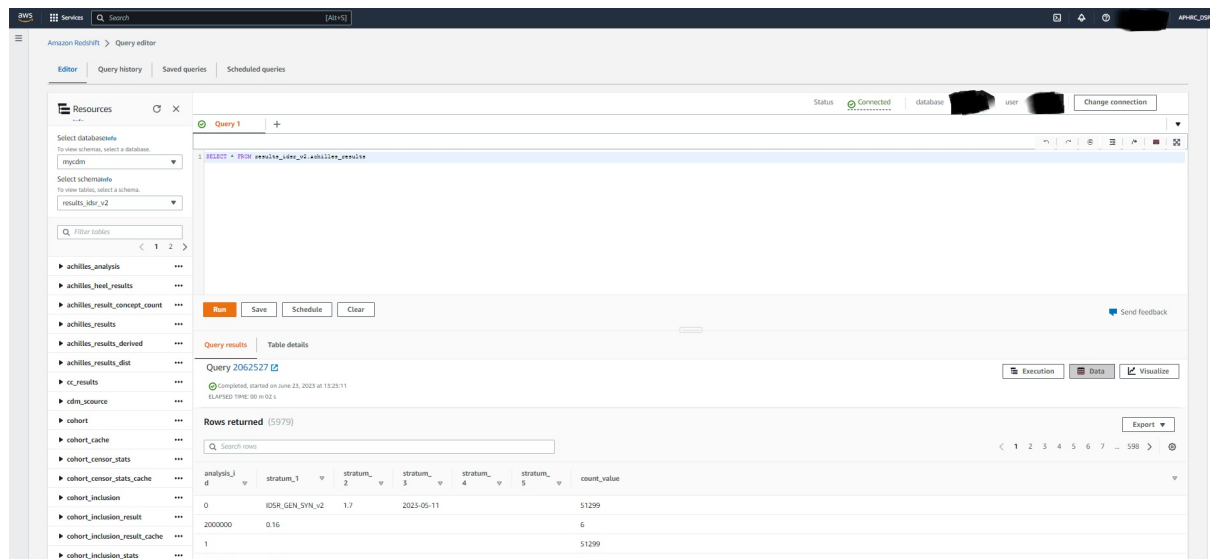 aws
Services
Search
[Alt+S]
APHRC_DSP
Amazon Redshift > Query editor
Editor
Query history
Saved queries
Scheduled queries
Resources
Status
Connected
database
user
Change connection
Query 1
+
Select database Info
To view schemas, select a database.
mycdm
Select schema Info
To view tables, select a schema.
results_idsr_v2
Filter tables
< 1 2 >
1 SELECT * FROM results_idsr_v2.achilles_results
achilles_analysis
achilles_heel_results
achilles_result_concept_count
achilles_results
achilles_results_derived
achilles_results_dist
cc_results
cdm_scource
cohort
cohort_cache
cohort_censor_stats
cohort_censor_stats_cache
cohort_inclusion
cohort_inclusion_result
cohort_inclusion_result_cache
cohort_inclusion_stats
Run
Save
Schedule
Clear
Send feedback
Query results
Table details
Query 2062527
Completed, started on June 23, 2023 at 13:25:11
ELAPSED TIME: 00 m 02 s
Execution
Data
Visualize
Rows returned (5979)
Export
Search rows
< 1 2 3 4 5 6 7 ... 598 >
analysis_id stratum_1 stratum_2 stratum_3 stratum_4 stratum_5 count_value
0 IDSR_GEN_SYN_v2 1.7 2023-05-11 51299
2000000 0.16 6
1 51299